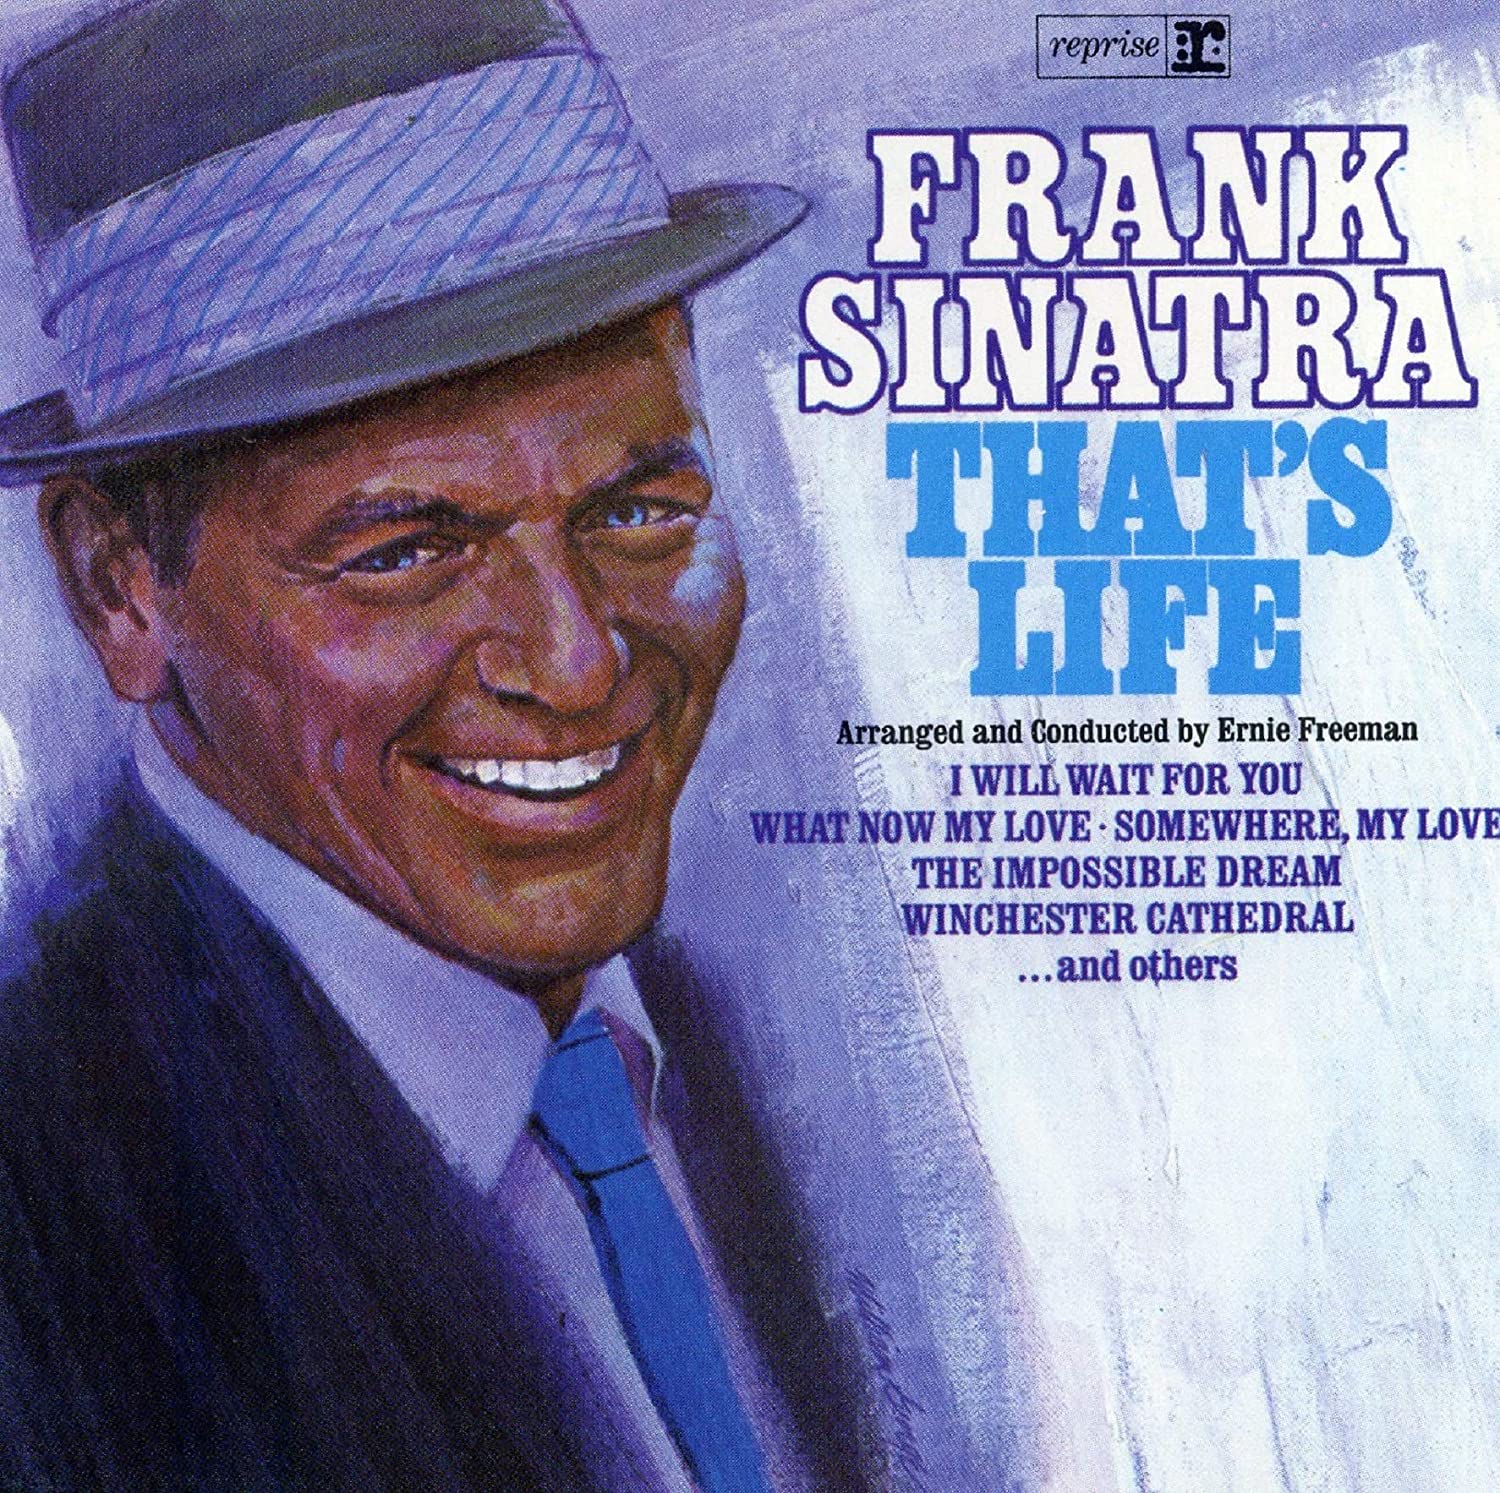 reprise r
FRANK
SINATRA
THAT'S
LIFE
Arranged and Conducted by Ernie Freeman
I WILL WAIT FOR YOU
WHAT NOW MY LOVE · SOMEWHERE, MY LOVE
THE IMPOSSIBLE DREAM
WINCHESTER CATHEDRAL
...and others